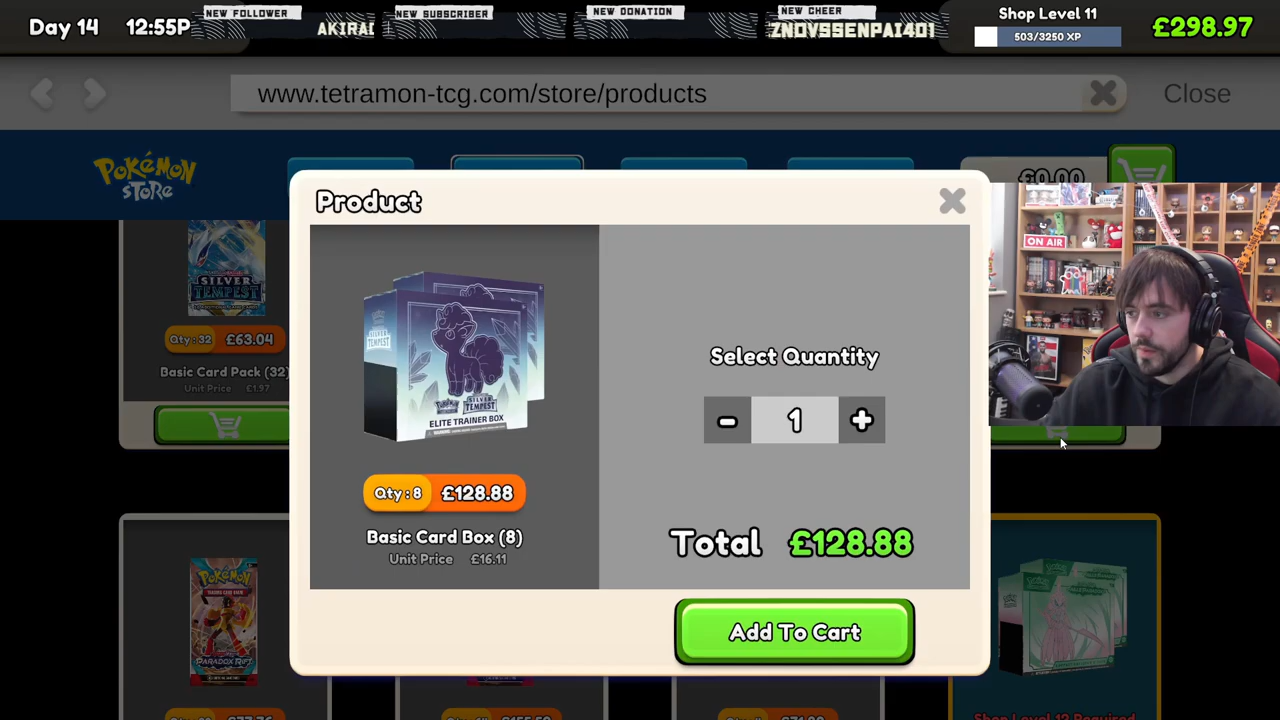 Day 14
12:55P
NEW FOLLOWER
NEW SUBSCRIBER
NEW DONATION
NEW CHEER
ZNOVSSENPAI401
Shop Level 11
503/3250 XP
£298.97
www.tetramon-tcg.com/store/products
Close
POKéMON
STORE
£0.00
Product
ON AIR
SILVER
TEMPEST
Qty : 32 £63.04
Basic Card Pack (32)
Unit Price £1.97
SILVER TEMPEST
ELITE TRAINER BOX
Select Quantity
- 1 +
Qty : 8 £128.88
Basic Card Box (8)
Unit Price £16.11
Total £128.88
Add To Cart
Pokémon
PARADOX RIFT
Shop Level 12 Required